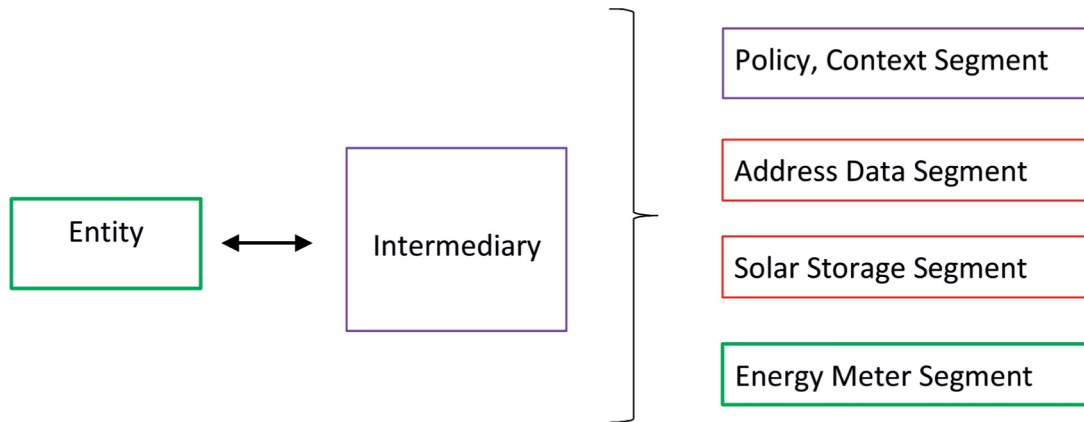 Entity
Intermediary
Policy, Context Segment
Address Data Segment
Solar Storage Segment
Energy Meter Segment